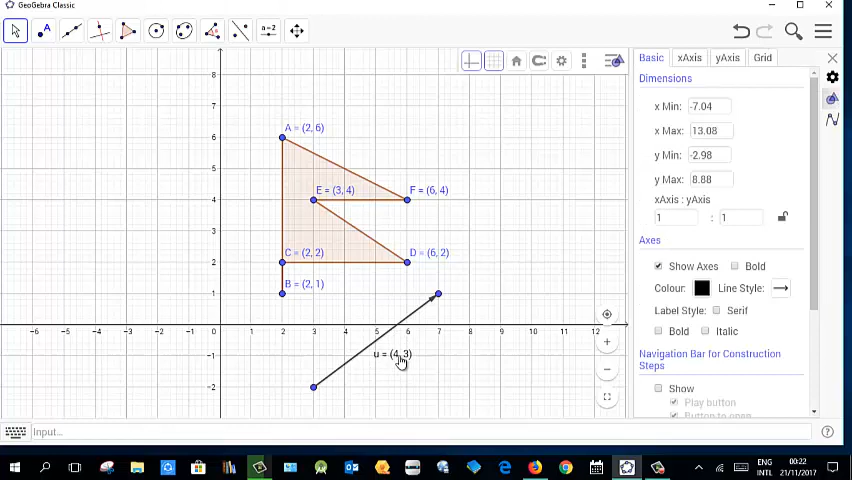 GeoGebra Classic
a=2
Basic
xAxis
yAxis
Grid
Dimensions
x Min: -7.04
x Max: 13.08
y Min: -2.98
y Max: 8.88
xAxis : yAxis
1 : 1
Axes
Show Axes
Bold
Colour:
Line Style:
Label Style:
Serif
Bold
Italic
Navigation Bar for Construction
Steps
Show
Play button
Button to open
8
7
6
5
4
3
2
1
−1
−2
−6 −5 −4 −3 −2 −1 0 1 2 3 4 5 6 7 8 9 10 11 12
A = (2, 6)
E = (3, 4)
F = (6, 4)
C = (2, 2)
D = (6, 2)
B = (2, 1)
u = (4, 3)
Input...
ENG
INTL
00:22
21/11/2017